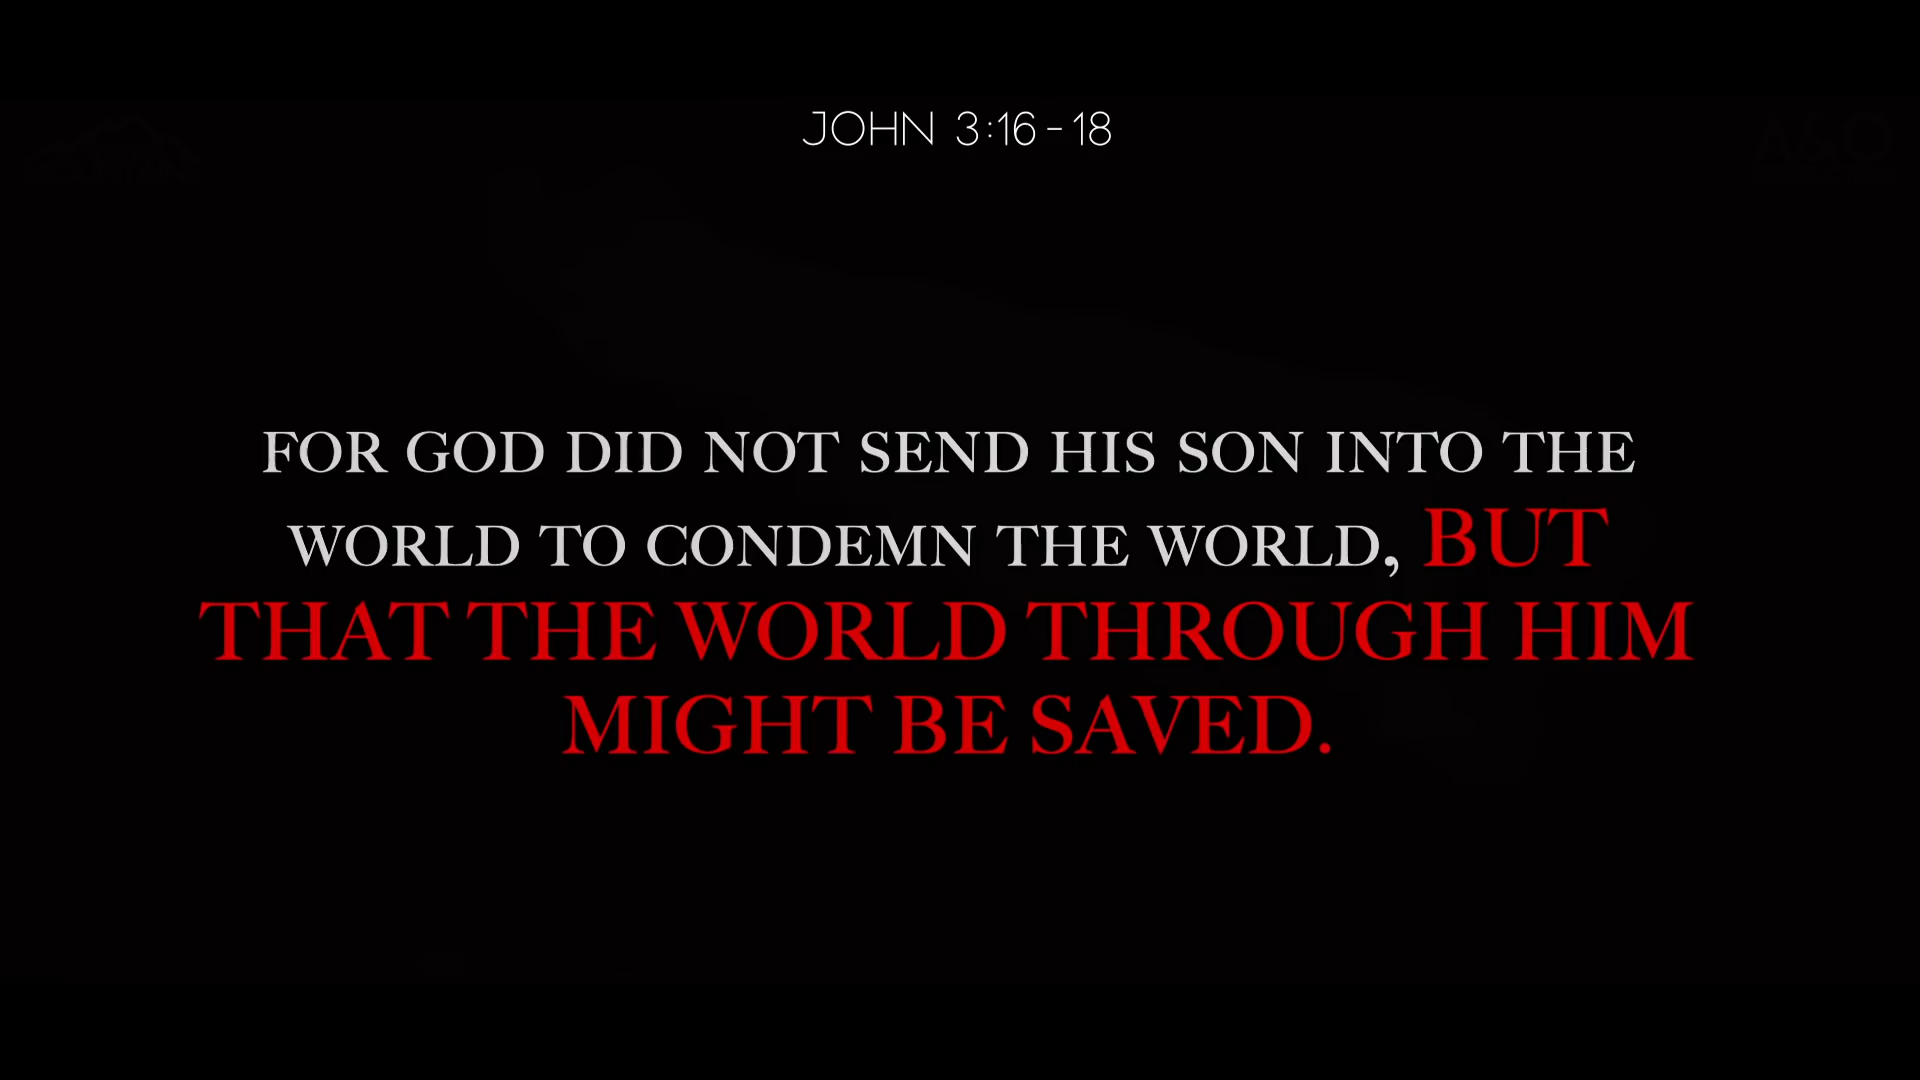 JOHN 3:16-18
FOR GOD DID NOT SEND HIS SON INTO THE
WORLD TO CONDEMN THE WORLD, BUT
THAT THE WORLD THROUGH HIM
MIGHT BE SAVED.
A&O